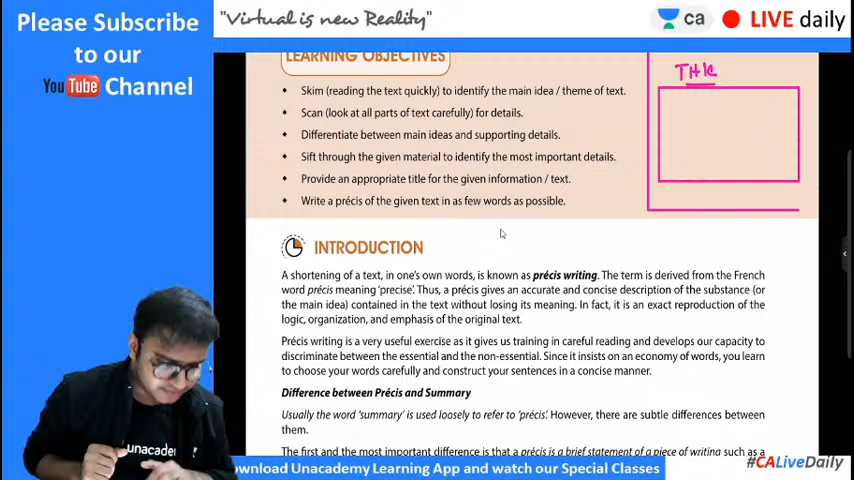 Please Subscribe
to our
YouTube Channel
"Virtual is new Reality"
ca
LIVE daily
LEARNING OBJECTIVES
Title
Skim (reading the text quickly) to identify the main idea / theme of text.
Scan (look at all parts of text carefully) for details.
Differentiate between main ideas and supporting details.
Sift through the given material to identify the most important details.
Provide an appropriate title for the given information / text.
Write a précis of the given text in as few words as possible.
INTRODUCTION
A shortening of a text, in one's own words, is known as précis writing. The term is derived from the French
word précis meaning 'precise'. Thus, a précis gives an accurate and concise description of the substance (or
the main idea) contained in the text without losing its meaning. In fact, it is an exact reproduction of the
logic, organization, and emphasis of the original text.
Précis writing is a very useful exercise as it gives us training in careful reading and develops our capacity to
discriminate between the essential and the non-essential. Since it insists on an economy of words, you learn
to choose your words carefully and construct your sentences in a concise manner.
Difference between Précis and Summary
Usually the word 'summary' is used loosely to refer to 'précis'. However, there are subtle differences between
them.
The first and the most important difference is that a précis is a brief statement of a piece of writing such as a
unacade
ownload Unacademy Learning App and watch our Special Classes
#CALiveDaily